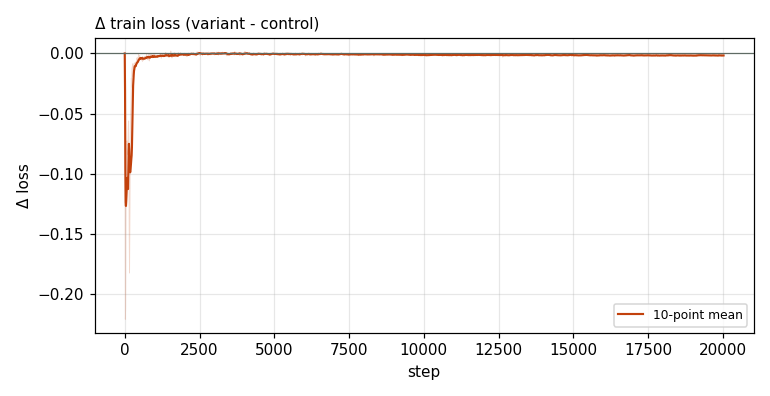 Δ train loss (variant - control)
0.00
−0.05
−0.10
−0.15
−0.20
Δ loss
10-point mean
0 2500 5000 7500 10000 12500 15000 17500 20000
step